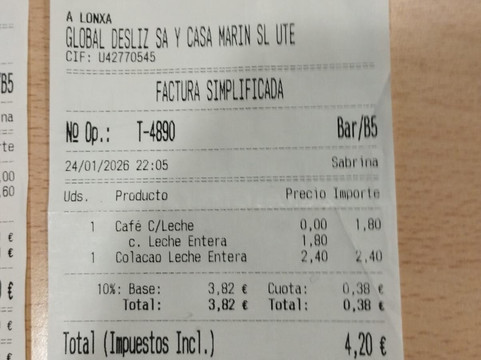 A LONXA
GLOBAL DESLIZ SA Y CASA MARIN SL UTE
CIF: U42770545
FACTURA SIMPLIFICADA
Nº Op.: T-4890 Bar/B5
24/01/2026 22:05 Sabrina
Uds. Producto Precio Importe
1 Café C/Leche 0,00 1,80
c. Leche Entera 1,80
1 Colacao Leche Entera 2,40 2,40
10%: Base: 3,82 € Cuota: 0,38 €
Total: 3,82 € Total: 0,38 €
Total (Impuestos Incl.) 4,20 €